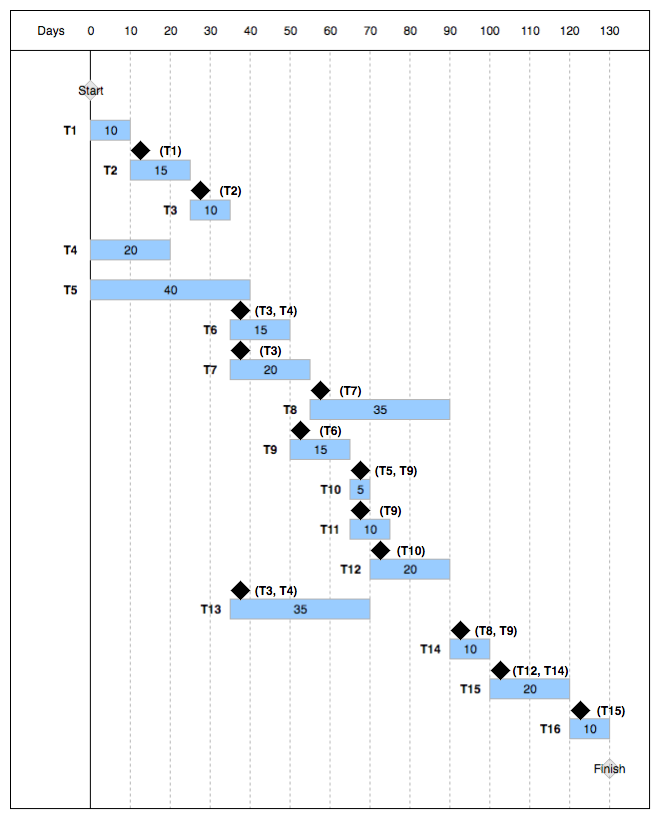 Days 0 10 20 30 40 50 60 70 80 90 100 110 120 130
Start
T1 10
(T1)
T2 15
(T2)
T3 10
T4 20
T5 40
(T3, T4)
T6 15
(T3)
T7 20
(T7)
T8 35
(T6)
T9 15
(T5, T9)
T10 5
(T9)
T11 10
(T10)
T12 20
(T3, T4)
T13 35
(T8, T9)
T14 10
(T12, T14)
T15 20
(T15)
T16 10
Finish